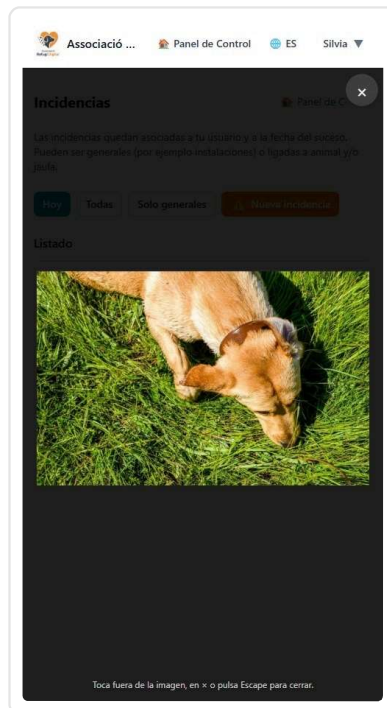 Associació ...
Panel de Control
ES
Silvia ▼
×
Incidencias
Panel de C
Las incidencias quedan asociadas a tu usuario y a la fecha del suceso.
Pueden ser generales (por ejemplo instalaciones) o ligadas a animal y/o
jaula.
Hoy
Todas
Solo generales
Nueva incidencia
Listado
Toca fuera de la imagen, en × o pulsa Escape para cerrar.